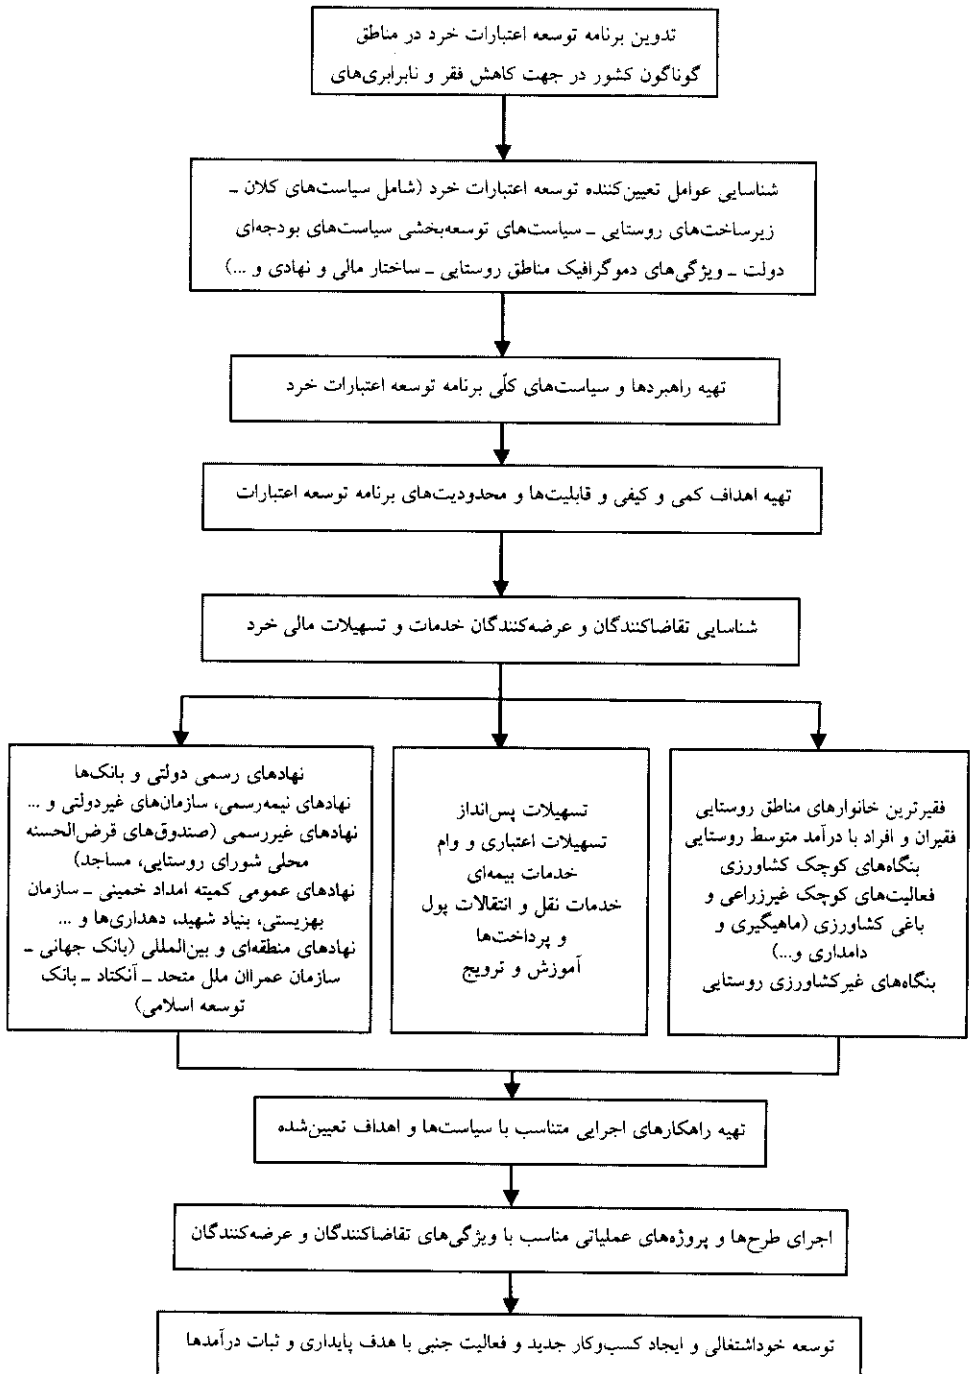 تدوین برنامه توسعه اعتبارات خرد در مناطق
گوناگون کشور در جهت کاهش فقر و نابرابری‌های
شناسایی عوامل تعیین‌کننده توسعه اعتبارات خرد (شامل سیاست‌های کلان ـ
زیرساخت‌های روستایی ـ سیاست‌های توسعه‌بخشی سیاست‌های بودجه‌ای
دولت ـ ویژگی‌های دموگرافیک مناطق روستایی ـ ساختار مالی و نهادی و ...)
تهیه راهبردها و سیاست‌های کلّی برنامه توسعه اعتبارات خرد
تهیه اهداف کمی و کیفی و قابلیت‌ها و محدودیت‌های برنامه توسعه اعتبارات
شناسایی تقاضاکنندگان و عرضه‌کنندگان خدمات و تسهیلات مالی خرد
فقیرترین خانوارهای مناطق روستایی
فقیران و افراد با درآمد متوسط روستایی
بنگاه‌های کوچک کشاورزی
فعالیت‌های کوچک غیرزراعی و
باغی کشاورزی (ماهیگیری و
دامداری و...)
بنگاه‌های غیرکشاورزی روستایی
تسهیلات پس‌انداز
تسهیلات اعتباری و وام
خدمات بیمه‌ای
خدمات نقل و انتقالات پول
و پرداخت‌ها
آموزش و ترویج
نهادهای رسمی دولتی و بانک‌ها
نهادهای نیمه‌رسمی، سازمان‌های غیردولتی و ...
نهادهای غیررسمی (صندوق‌های قرض‌الحسنه
محلی شورای روستایی، مساجد)
نهادهای عمومی کمیته امداد خمینی ـ سازمان
بهزیستی، بنیاد شهید، دهداری‌ها و ...
نهادهای منطقه‌ای و بین‌المللی (بانک جهانی ـ
سازمان عمراان ملل متحد ـ آنکتاد ـ بانک
توسعه اسلامی)
تهیه راهکارهای اجرایی متناسب با سیاست‌ها و اهداف تعیین‌شده
اجرای طرح‌ها و پروژه‌های عملیاتی مناسب با ویژگی‌های تقاضاکنندگان و عرضه‌کنندگان
توسعه خوداشتغالی و ایجاد کسب‌وکار جدید و فعالیت جنبی با هدف پایداری و ثبات درآمدها